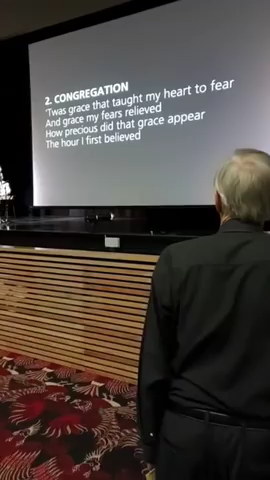 2. CONGREGATION
'Twas grace that taught my heart to fear
And grace my fears relieved
How precious did that grace appear
The hour I first believed